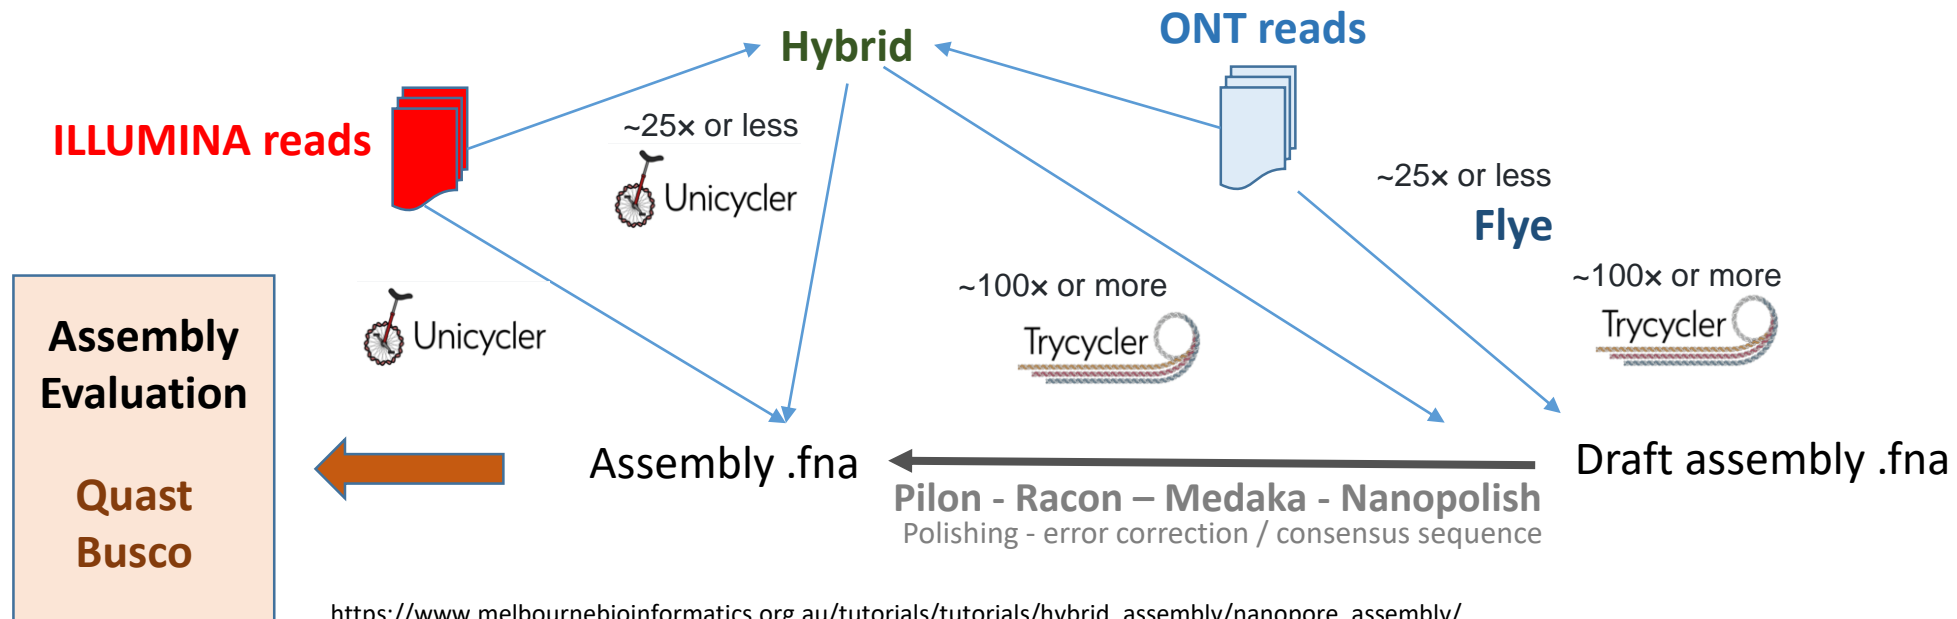 Hybrid
ONT reads
ILLUMINA reads
~25× or less
Unicycler
~25× or less
Flye
~100× or more
Trycycler
~100× or more
Trycycler
Unicycler
Assembly
Evaluation
Quast
Busco
Assembly .fna
Draft assembly .fna
Pilon - Racon – Medaka - Nanopolish
Polishing - error correction / consensus sequence
https://www.melbournebioinformatics.org.au/tutorials/tutorials/hybrid_assembly/nanopore_assembly/